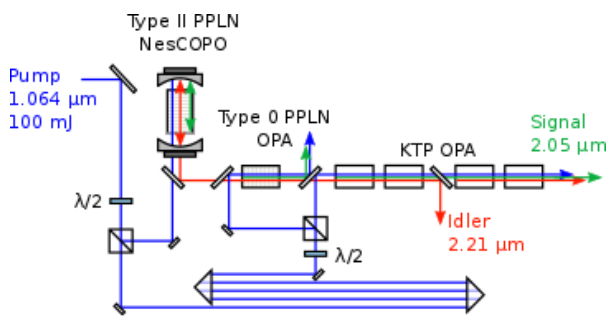 Type II PPLN
NesCOPO
Pump
1.064 µm
100 mJ
Type 0 PPLN
OPA
KTP OPA
Signal
2.05 µm
λ/2
Idler
2.21 µm
λ/2